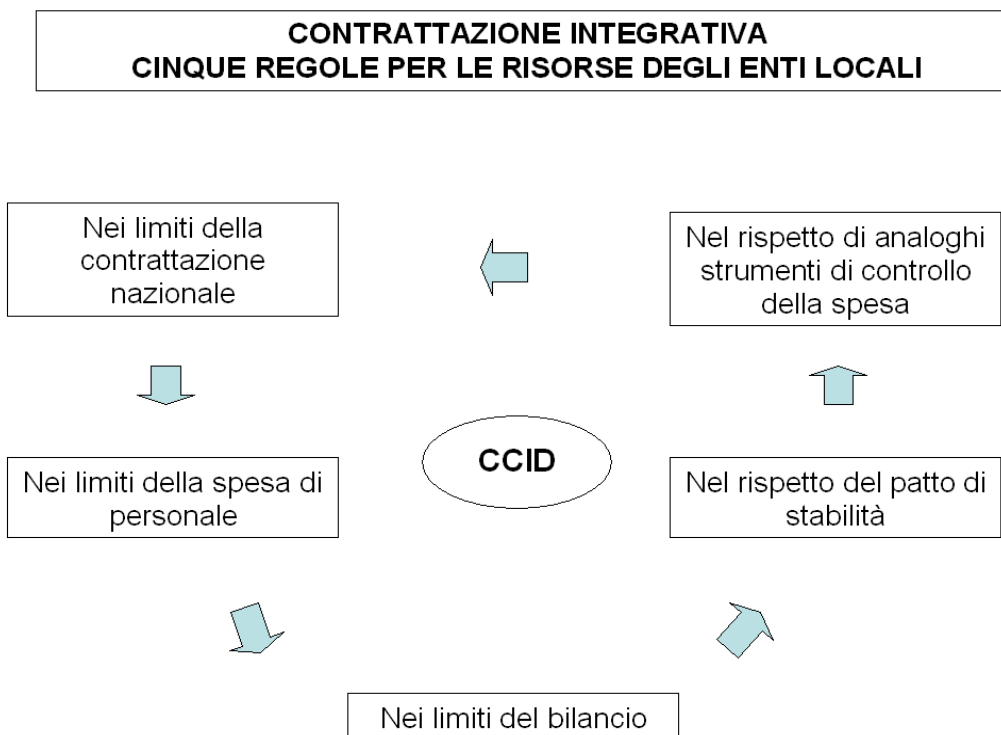 CONTRATTAZIONE INTEGRATIVA
CINQUE REGOLE PER LE RISORSE DEGLI ENTI LOCALI
Nei limiti della
contrattazione
nazionale
Nel rispetto di analoghi
strumenti di controllo
della spesa
Nei limiti della spesa di
personale
CCID
Nel rispetto del patto di
stabilità
Nei limiti del bilancio